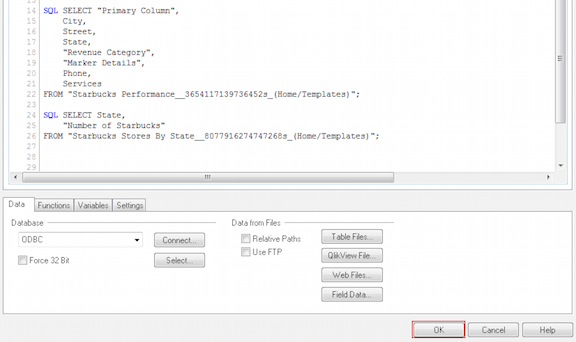 14 SQL SELECT "Primary Column",
15 City,
16 Street,
17 State,
18 "Revenue Category",
19 "Marker Details",
20 Phone,
21 Services
22 FROM "Starbucks Performance__3654117139736452s_(Home/Templates)";
23
24 SQL SELECT State,
25 "Number of Starbucks"
26 FROM "Starbucks Stores By State__8077916274747268s_(Home/Templates)";
27
28
29
Data Functions Variables Settings
Database Data from Files
ODBC Connect... Relative Paths Table Files...
Force 32 Bit Select... Use FTP QlikView File...
Web Files...
Field Data...
OK Cancel Help